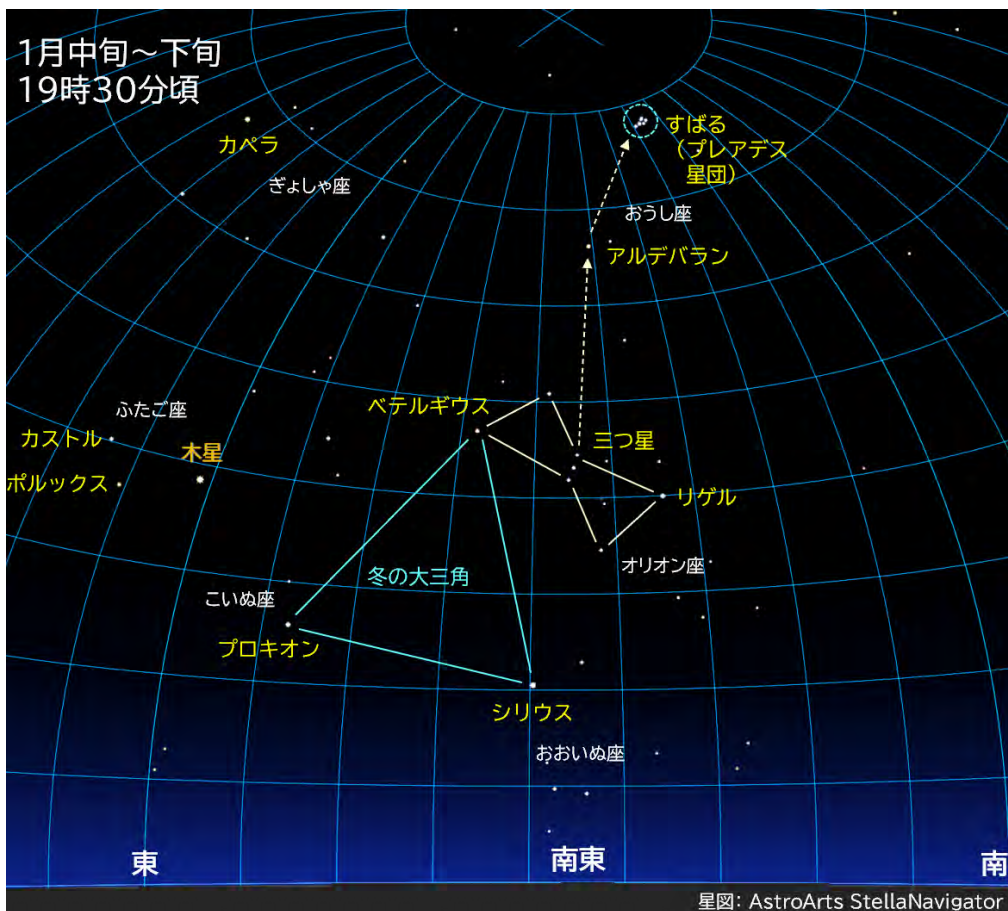 1月中旬～下旬
19時30分頃
カペラ
ぎょしゃ座
すばる
（プレアデス
星団）
おうし座
アルデバラン
ふたご座
カストル
ポルックス
木星
ベテルギウス
三つ星
リゲル
オリオン座
冬の大三角
こいぬ座
プロキオン
シリウス
おおいぬ座
東
南東
南
星図: AstroArts StellaNavigator